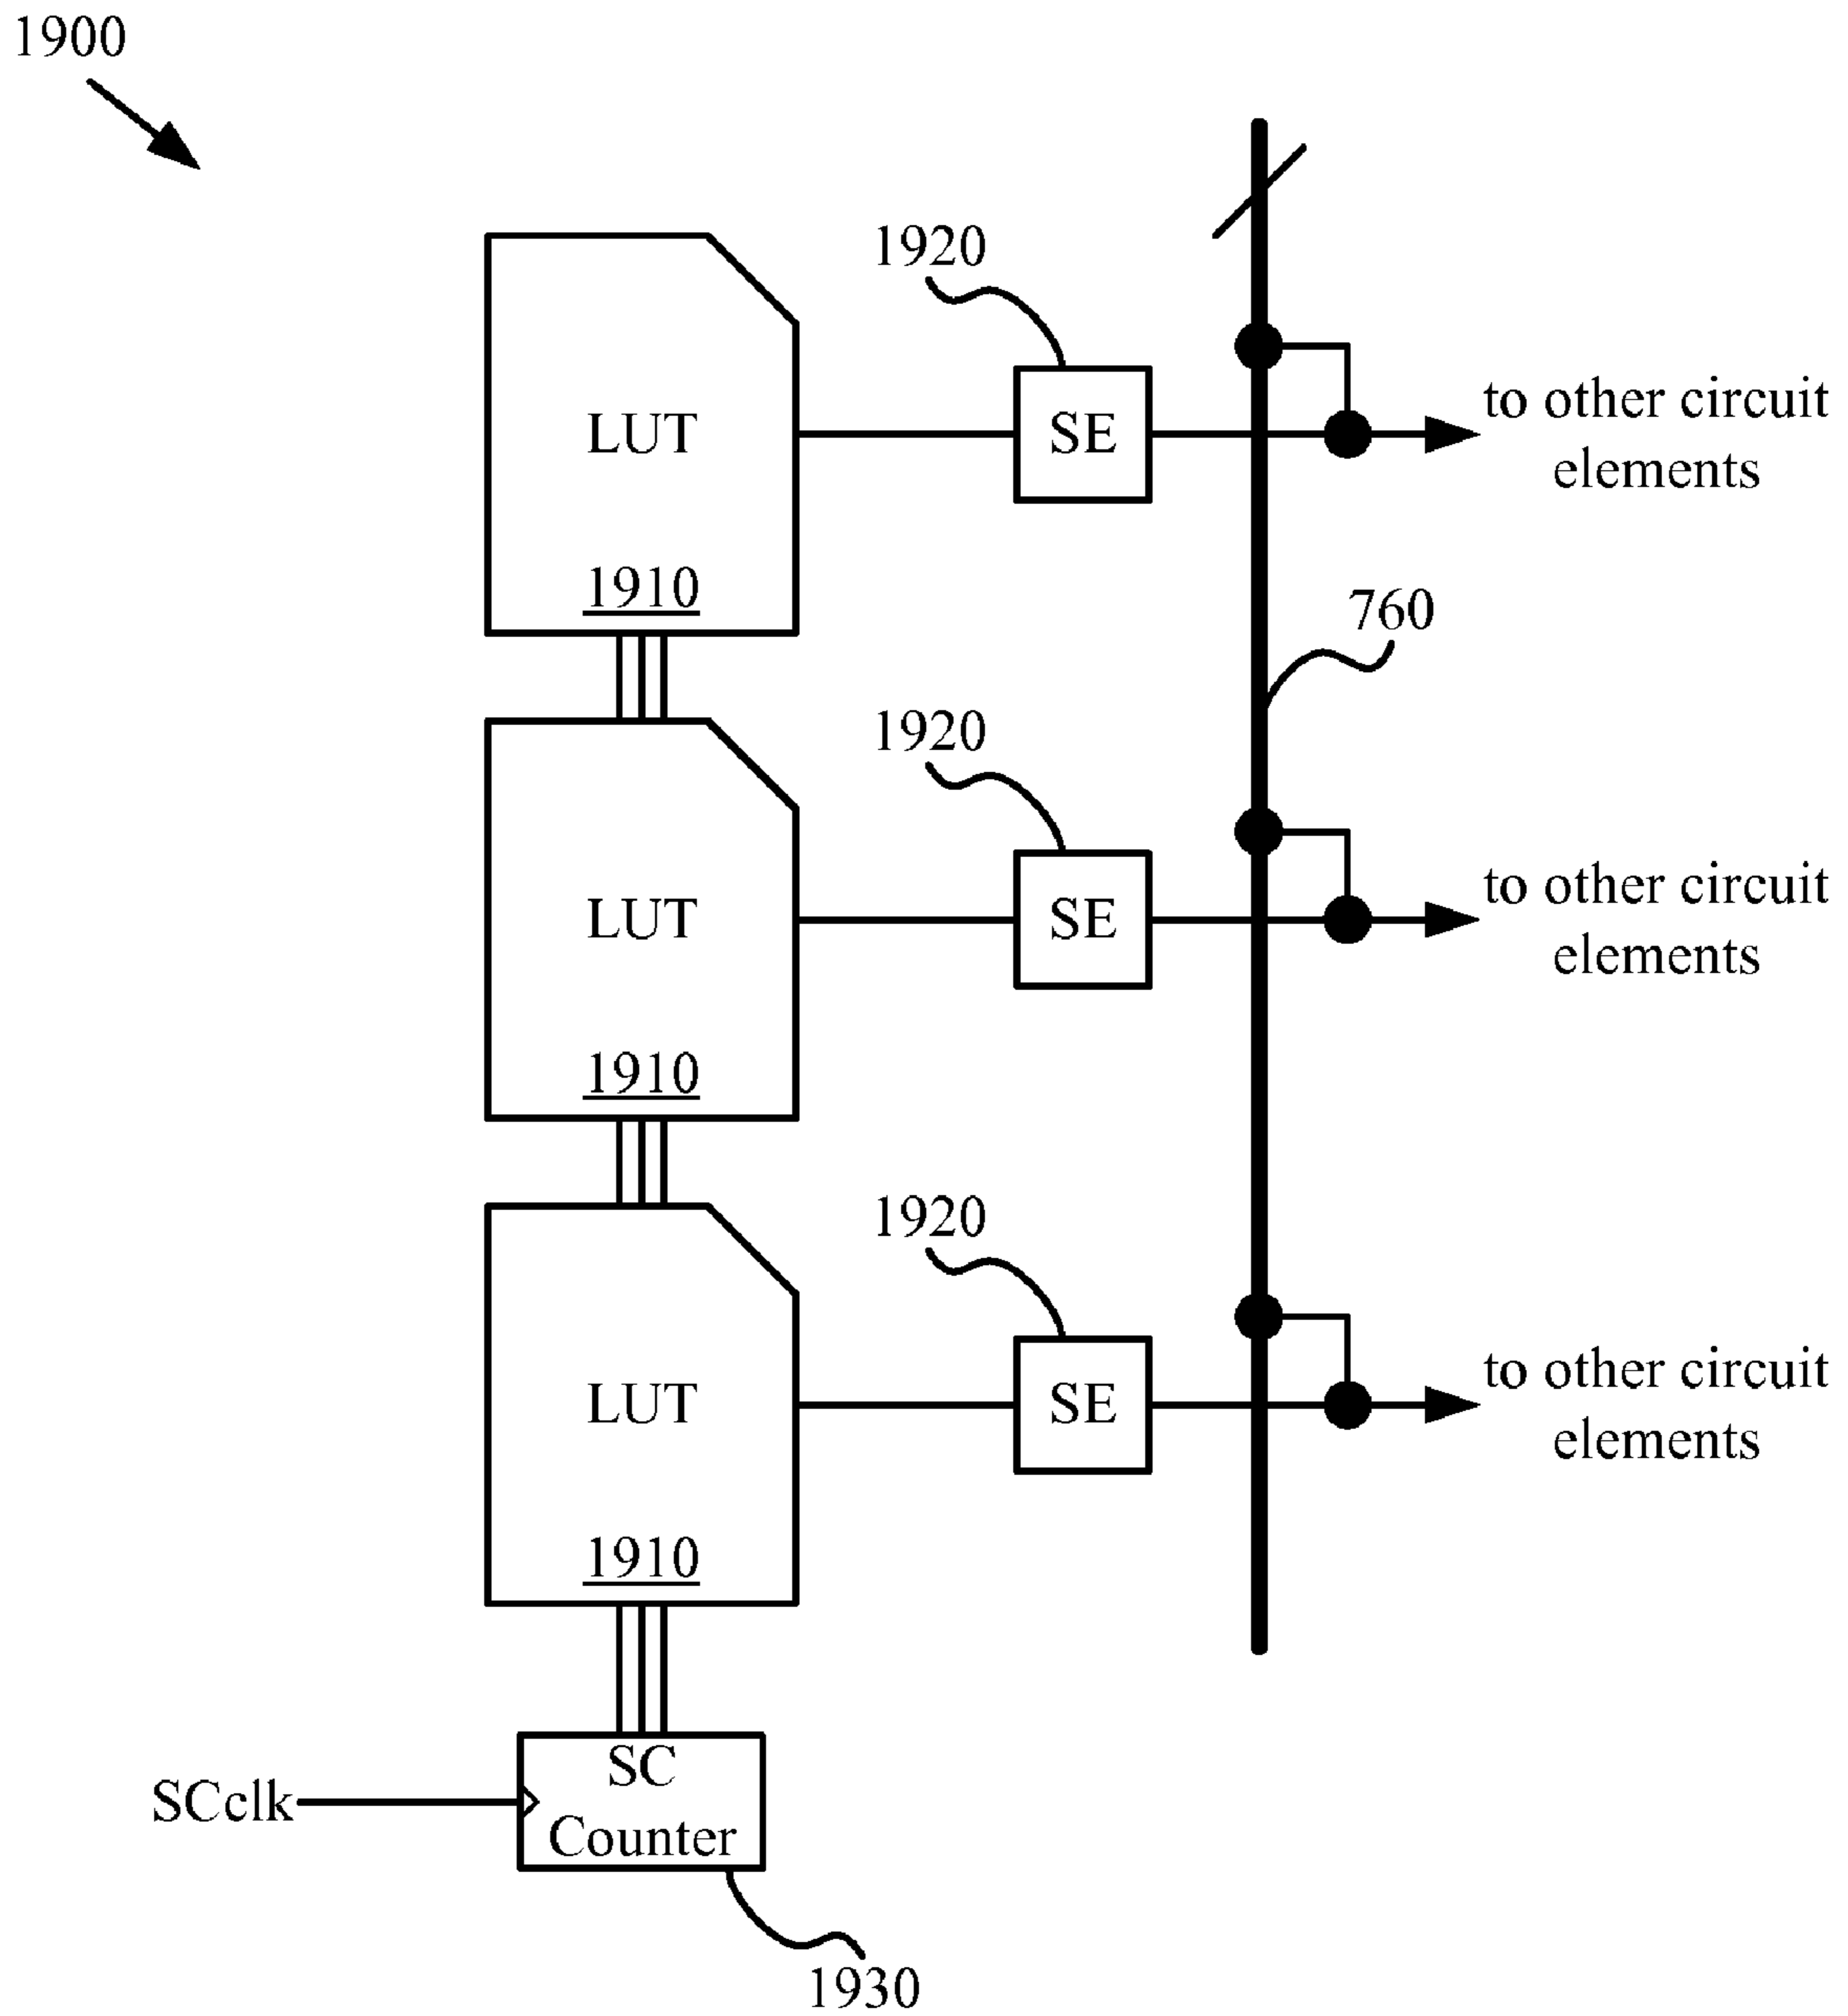 1900
1920
LUT
SE
to other circuit
elements
1910
760
1920
LUT
SE
to other circuit
elements
1910
1920
LUT
SE
to other circuit
elements
1910
SC
SCclk
Counter
1930